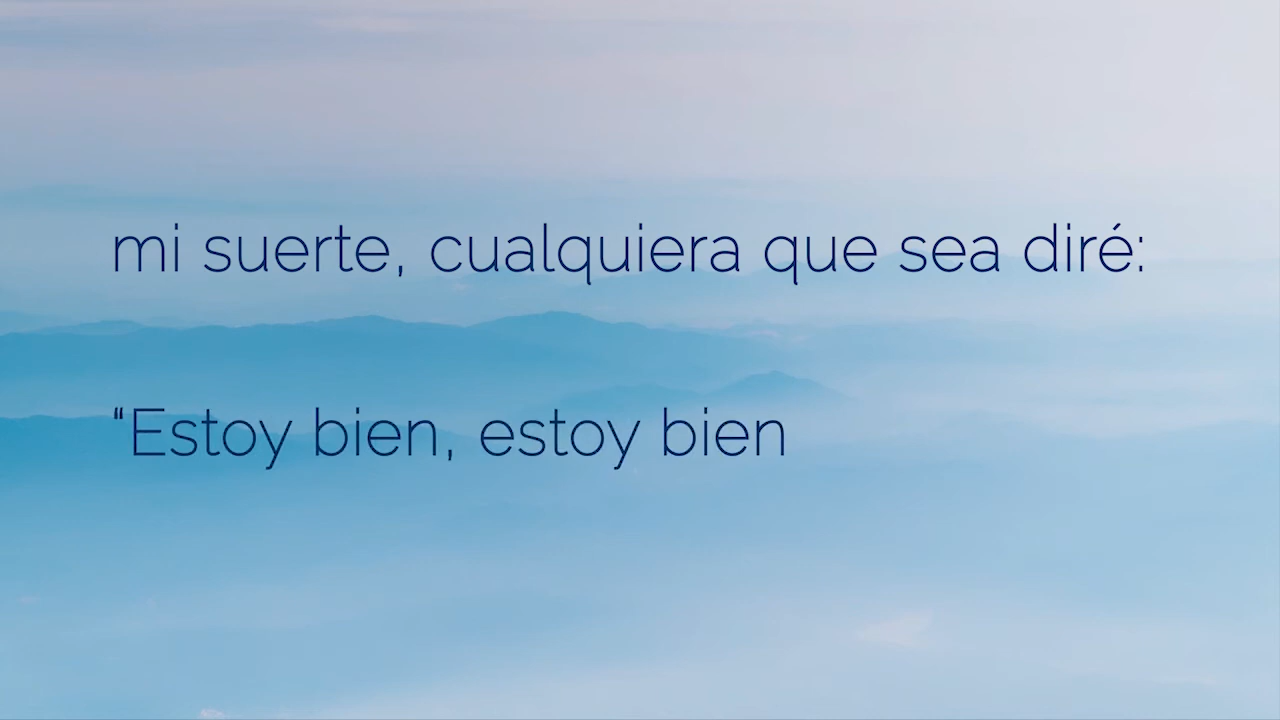 mi suerte, cualquiera que sea diré:
“Estoy bien, estoy bien